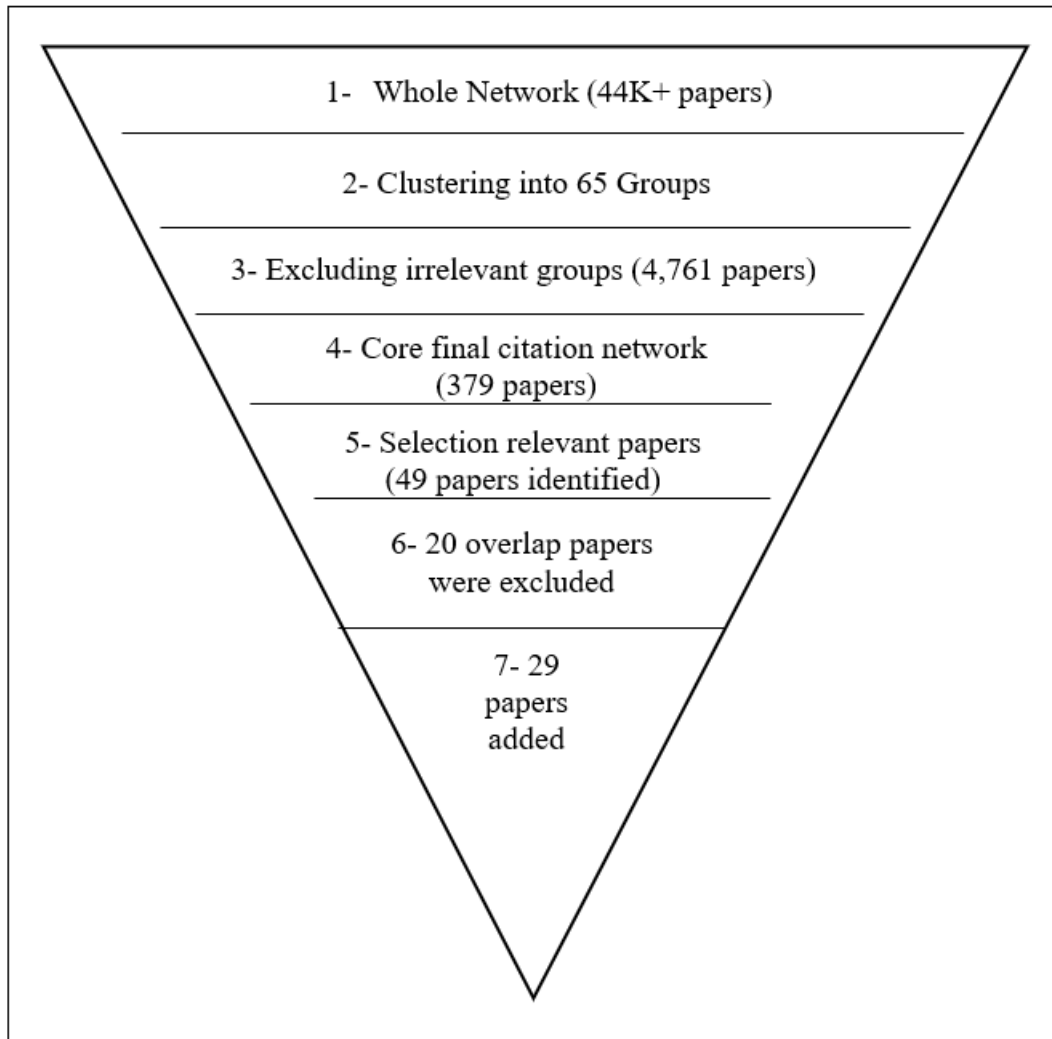 1- Whole Network (44K+ papers)
2- Clustering into 65 Groups
3- Excluding irrelevant groups (4,761 papers)
4- Core final citation network
(379 papers)
5- Selection relevant papers
(49 papers identified)
6- 20 overlap papers
were excluded
7- 29
papers
added